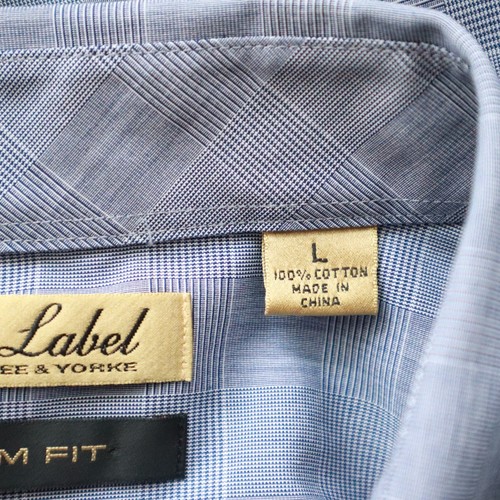 L
100% COTTON
MADE IN
CHINA
Label
EE & YORKE
M FIT